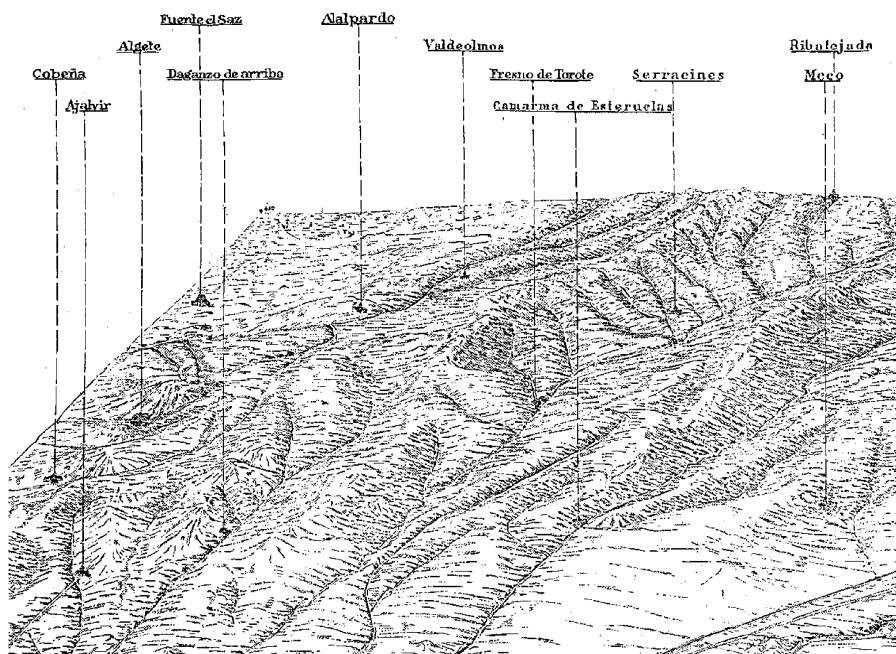 Fuente el Saz
Alalpardo
Algete
Valdeolmos
Ribatejada
Cobeña
Daganzo de arriba
Fresno de Torote
Serracines
Meco
Ajalvir
Camarma de Esteruelas